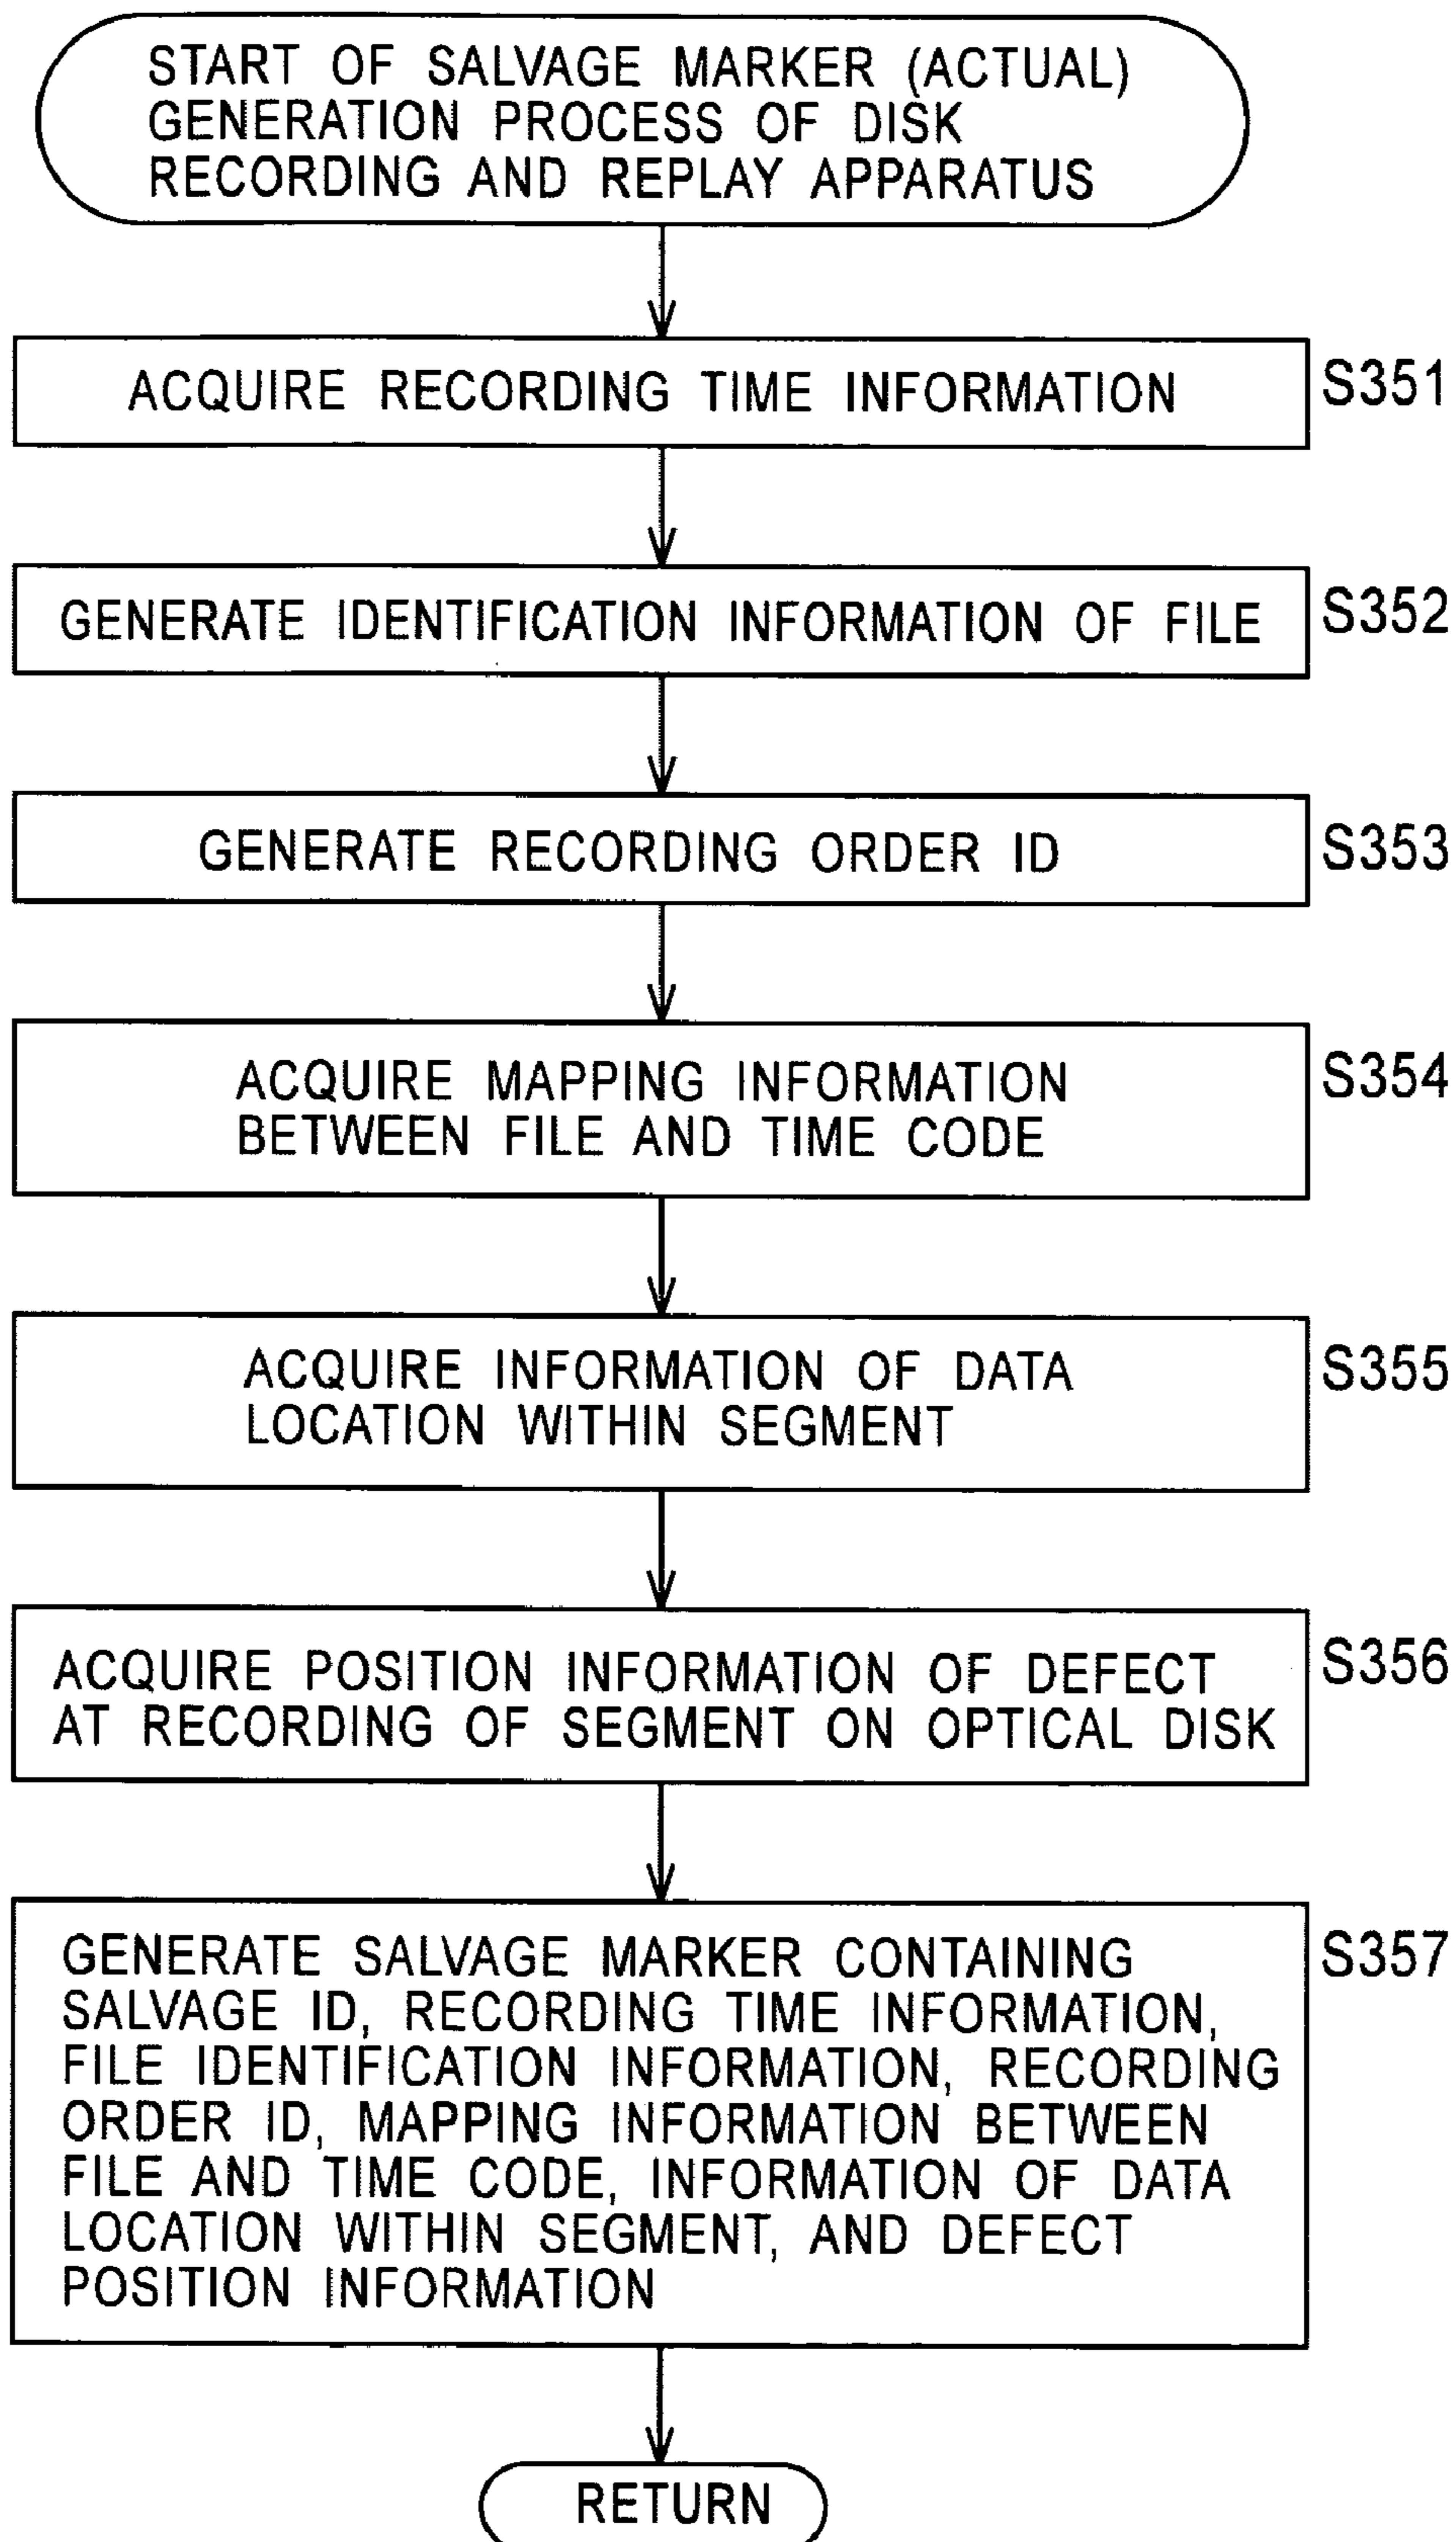 START OF SALVAGE MARKER (ACTUAL)
GENERATION PROCESS OF DISK
RECORDING AND REPLAY APPARATUS
ACQUIRE RECORDING TIME INFORMATION
S351
GENERATE IDENTIFICATION INFORMATION OF FILE
S352
GENERATE RECORDING ORDER ID
S353
ACQUIRE MAPPING INFORMATION
BETWEEN FILE AND TIME CODE
S354
ACQUIRE INFORMATION OF DATA
LOCATION WITHIN SEGMENT
S355
ACQUIRE POSITION INFORMATION OF DEFECT
AT RECORDING OF SEGMENT ON OPTICAL DISK
S356
GENERATE SALVAGE MARKER CONTAINING
SALVAGE ID, RECORDING TIME INFORMATION,
FILE IDENTIFICATION INFORMATION, RECORDING
ORDER ID, MAPPING INFORMATION BETWEEN
FILE AND TIME CODE, INFORMATION OF DATA
LOCATION WITHIN SEGMENT, AND DEFECT
POSITION INFORMATION
S357
RETURN